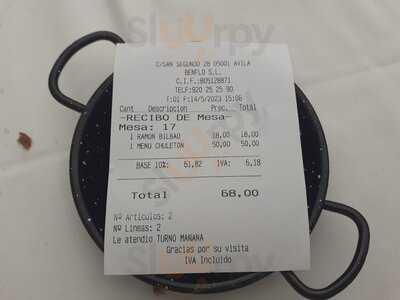 Sluurpy
C/SAN SEGUNDO 28 05001 AVILA
BENFLO S.L.
C.I.F.:B05128871
TELF:920 25 25 90
T:01 F:14/5/2023 15:06
Cant Descripcion Prec. Total
-RECIBO DE Mesa-
Mesa: 17
1 RAMON BILBAO 18,00 18,00
1 MENU CHULETON 50,00 50,00
BASE 10%: 61,82 IVA: 6,18
Total 68,00
Nº Articulos: 2
Nº Lineas: 2
Le atendio TURNO MAÑANA
Gracias por su visita
IVA Incluido